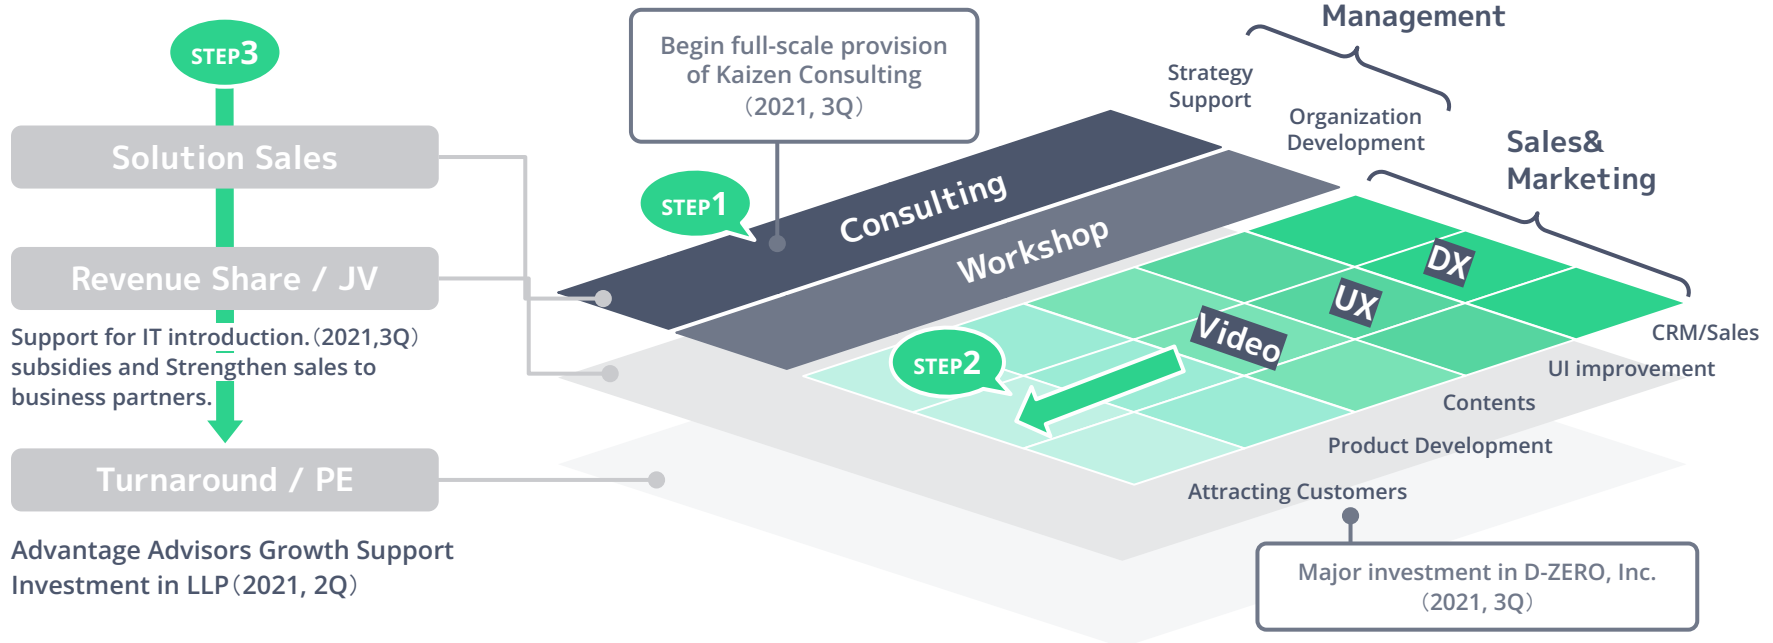 STEP3
Solution Sales
Revenue Share / JV
Support for IT introduction.(2021,3Q)
subsidies and Strengthen sales to
business partners.
Turnaround / PE
Advantage Advisors Growth Support
Investment in LLP(2021, 2Q)
Begin full-scale provision
of Kaizen Consulting
(2021, 3Q)
STEP1
Consulting
Workshop
STEP2
Video
UX
DX
Management
Strategy
Support
Organization
Development
Sales&
Marketing
CRM/Sales
UI improvement
Contents
Product Development
Attracting Customers
Major investment in D-ZERO, Inc.
(2021, 3Q)